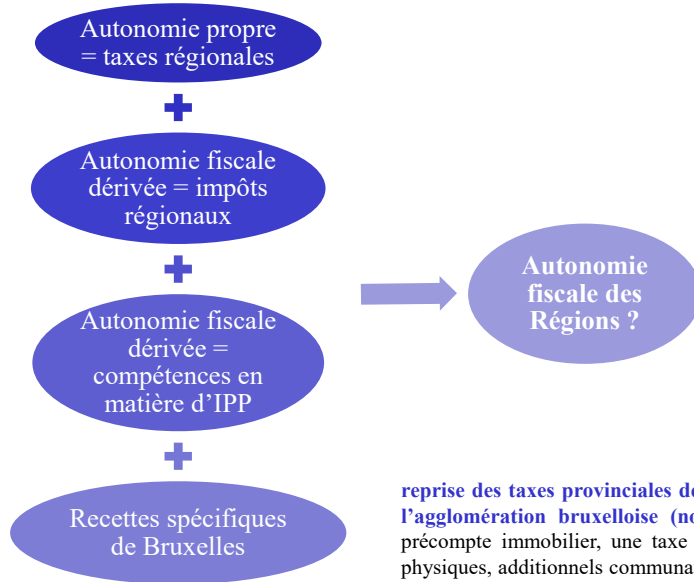 Autonomie propre
= taxes régionales
+
Autonomie fiscale
dérivée = impôts
régionaux
+
Autonomie fiscale
dérivée =
compétences en
matière d'IPP
+
Recettes spécifiques
de Bruxelles
Autonomie
fiscale des
Régions ?
reprise des taxes provinciales
l'agglomération bruxelloise
précompte immobilier, une taxe
physiques, additionnels